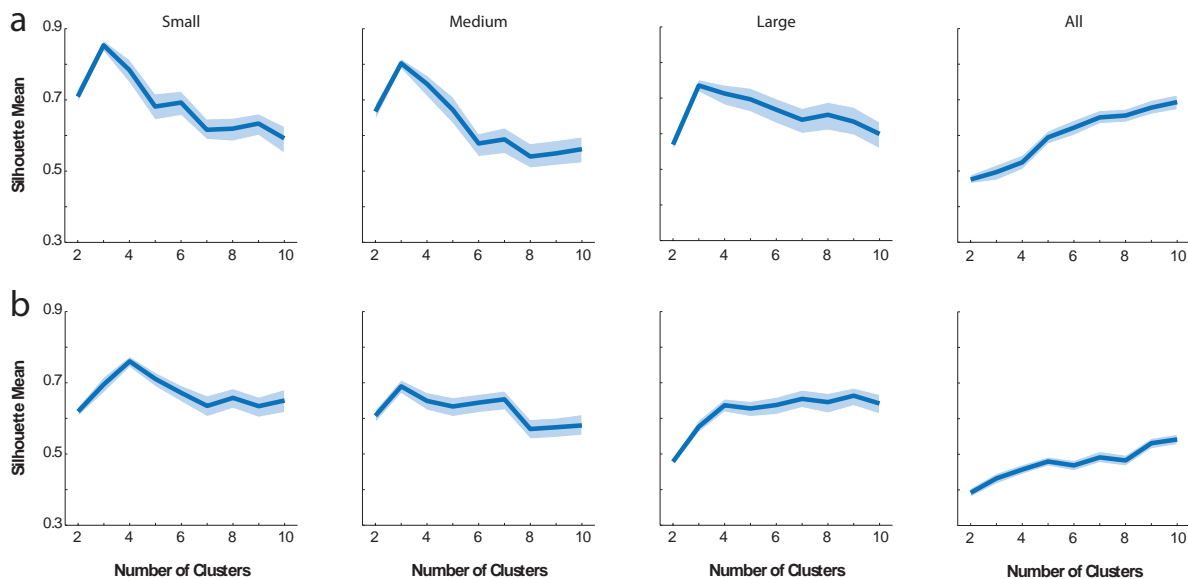 a
Small Medium Large All
Silhouette Mean
0.9
0.7
0.5
0.3
2 4 6 8 10 2 4 6 8 10 2 4 6 8 10 2 4 6 8 10
b
Silhouette Mean
0.9
0.7
0.5
0.3
2 4 6 8 10 2 4 6 8 10 2 4 6 8 10 2 4 6 8 10
Number of Clusters Number of Clusters Number of Clusters Number of Clusters